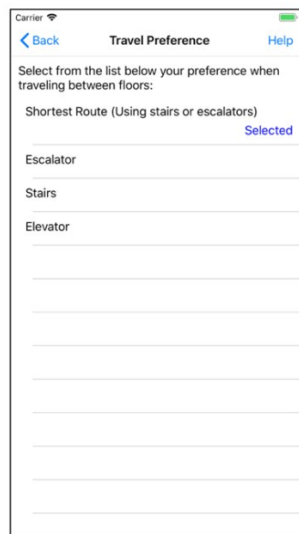 Carrier
Back Travel Preference Help
Select from the list below your preference when
traveling between floors:
Shortest Route (Using stairs or escalators)
Selected
Escalator
Stairs
Elevator